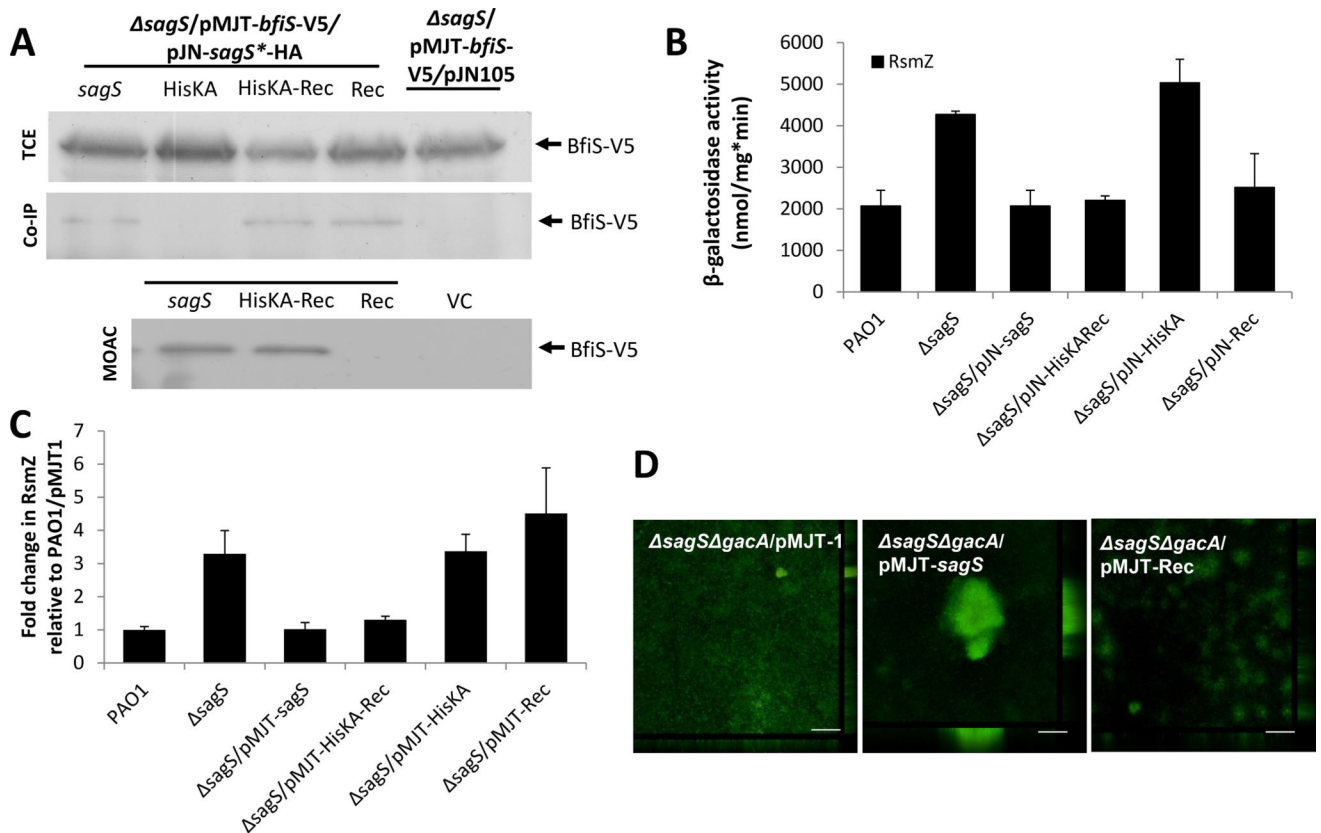 A
ΔsagS/pMJT-bfiS-V5/
pJN-sagS*-HA
ΔsagS/
pMJT-bfiS-
V5/pJN105
sagS HisKA HisKA-Rec Rec
TCE
BfiS-V5
Co-IP
BfiS-V5
sagS HisKA-Rec Rec VC
MOAC
BfiS-V5
B
β-galactosidase activity
(nmol/mg*min)
6000
5000
4000
3000
2000
1000
0
RsmZ
PAO1
ΔsagS
ΔsagS/pJN-sagS
ΔsagS/pJN-HisKARec
ΔsagS/pJN-HisKA
ΔsagS/pJN-Rec
C
Fold change in RsmZ
relative to PAO1/pMJT1
7
6
5
4
3
2
1
0
PAO1
ΔsagS
ΔsagS/pMJT-sagS
ΔsagS/pMJT-HisKA-Rec
ΔsagS/pMJT-HisKA
ΔsagS/pMJT-Rec
D
ΔsagSΔgacA/pMJT-1
ΔsagSΔgacA/
pMJT-sagS
ΔsagSΔgacA/
pMJT-Rec